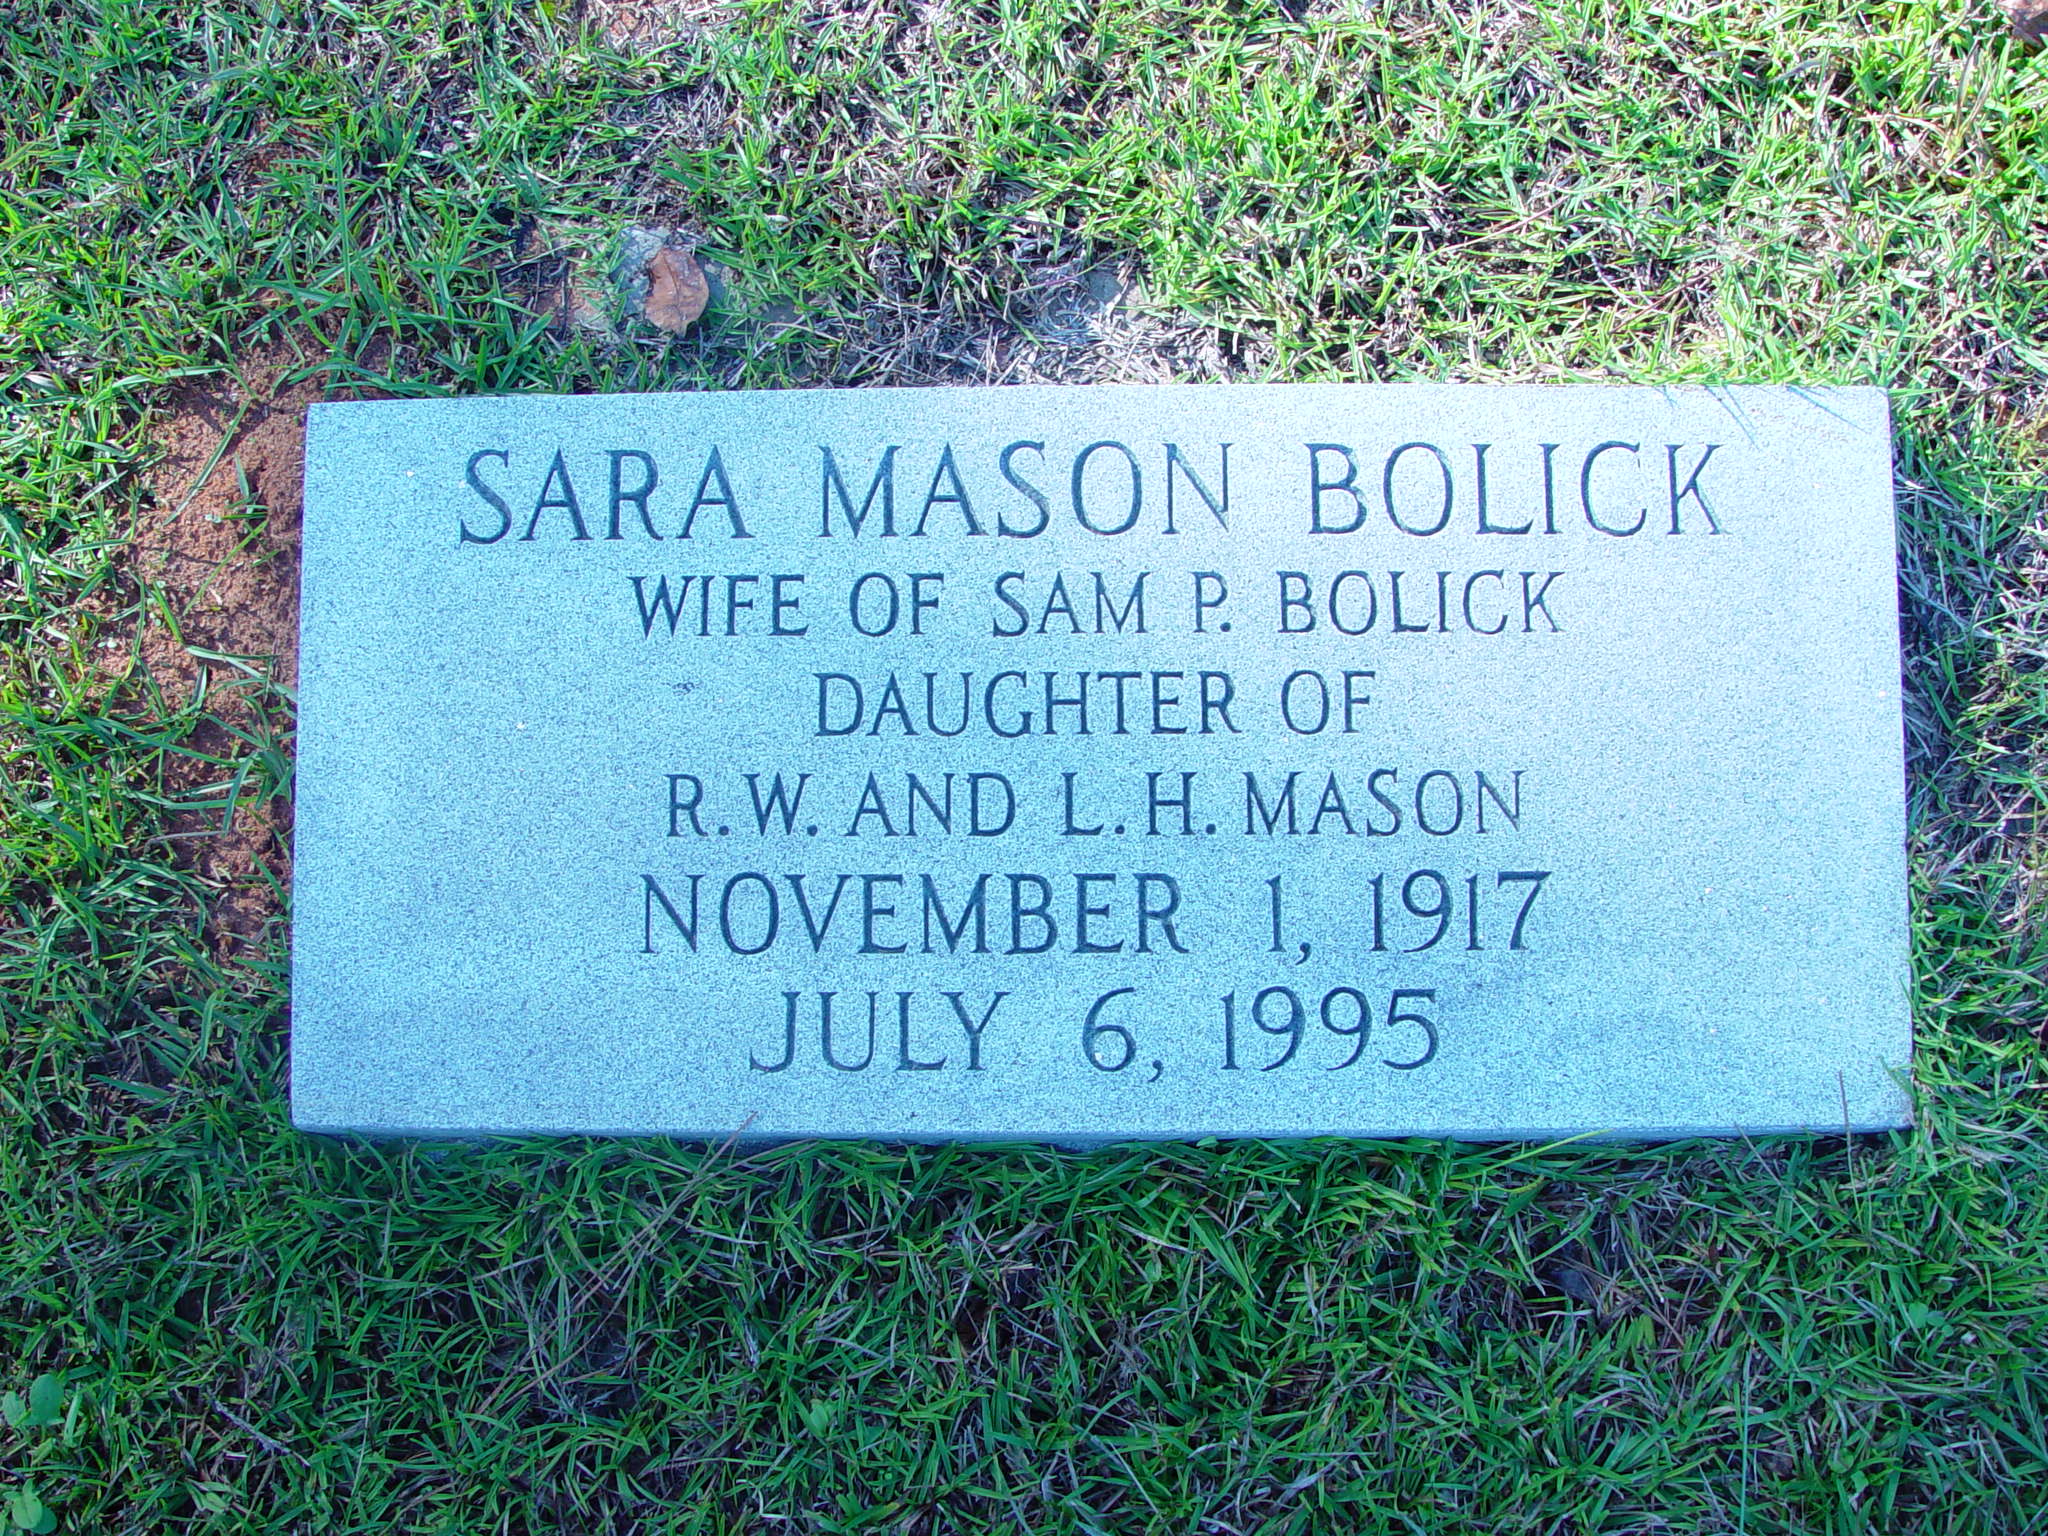 SARA MASON BOLICK
WIFE OF SAM P. BOLICK
DAUGHTER OF
R. W. AND L. H. MASON
NOVEMBER 1, 1917
JULY 6, 1995